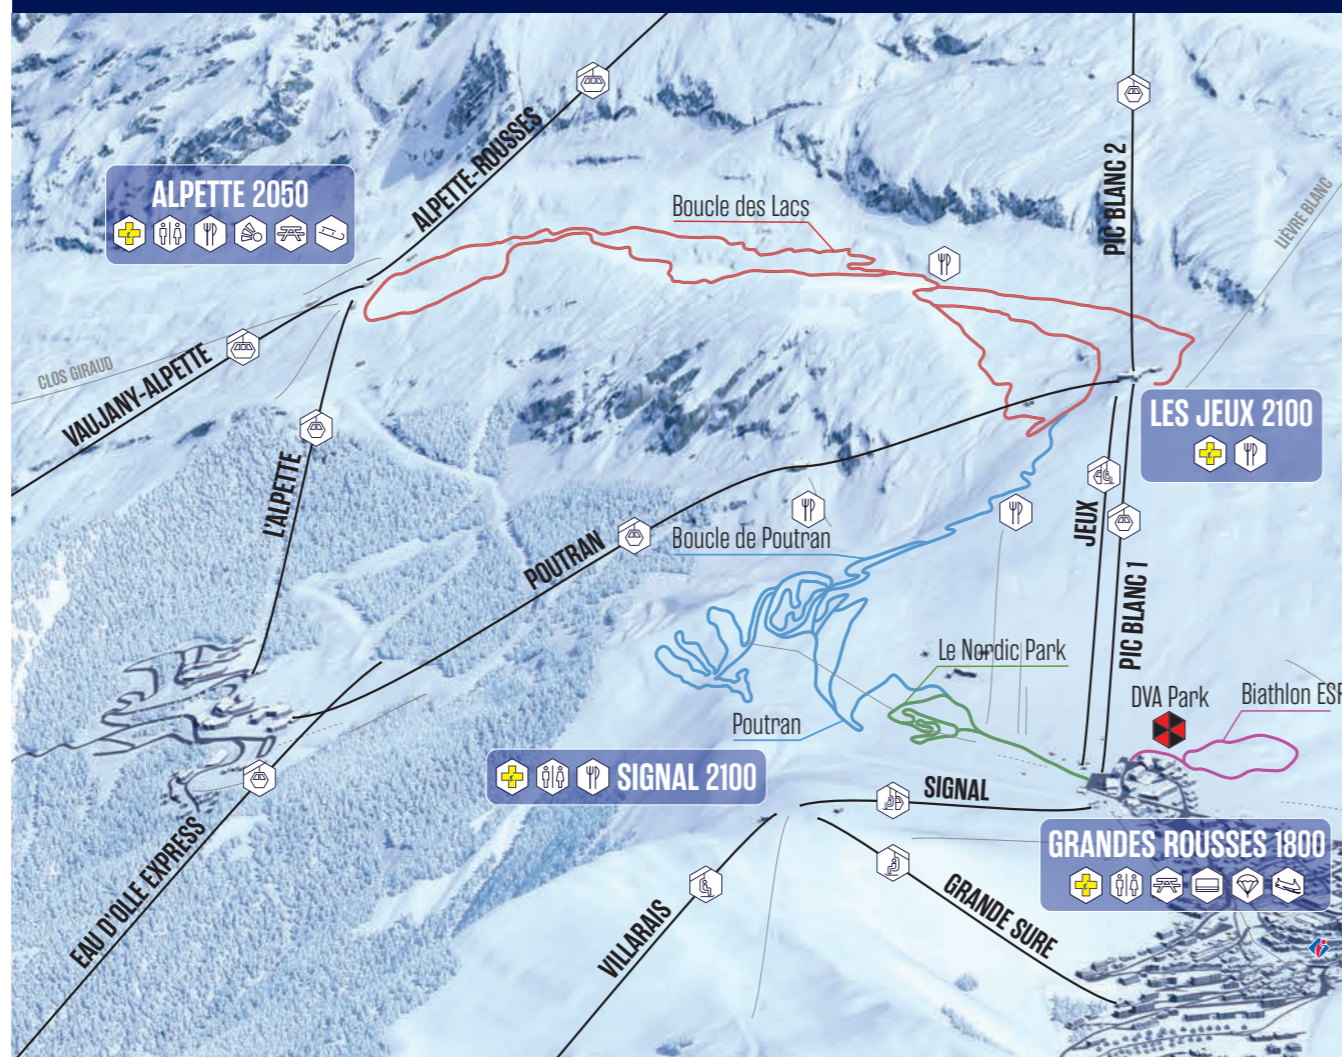 ALPETTE 2050
ALPETTE-ROUSSES
PIC BLANC 2
LIÈVRE BLANC
Boucle des Lacs
CLOS GIRAUD
VAUJANY-ALPETTE
LES JEUX 2100
L'ALPETTE
POUTRAN
Boucle de Poutran
JEUX
PIC BLANC 1
Le Nordic Park
DVA Park
Biathlon ESF
Poutran
SIGNAL 2100
SIGNAL
GRANDES ROUSSES 1800
EAU D'OLLE EXPRESS
VILLARAIS
GRANDE SURE